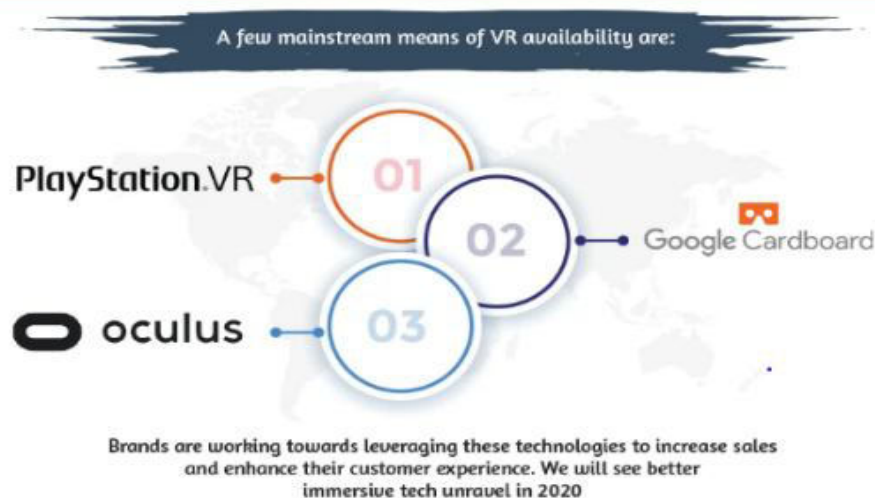 A few mainstream means of VR availability are:
PlayStation.VR
01
02
Google Cardboard
oculus
03
Brands are working towards leveraging these technologies to increase sales
and enhance their customer experience. We will see better
immersive tech unravel in 2020